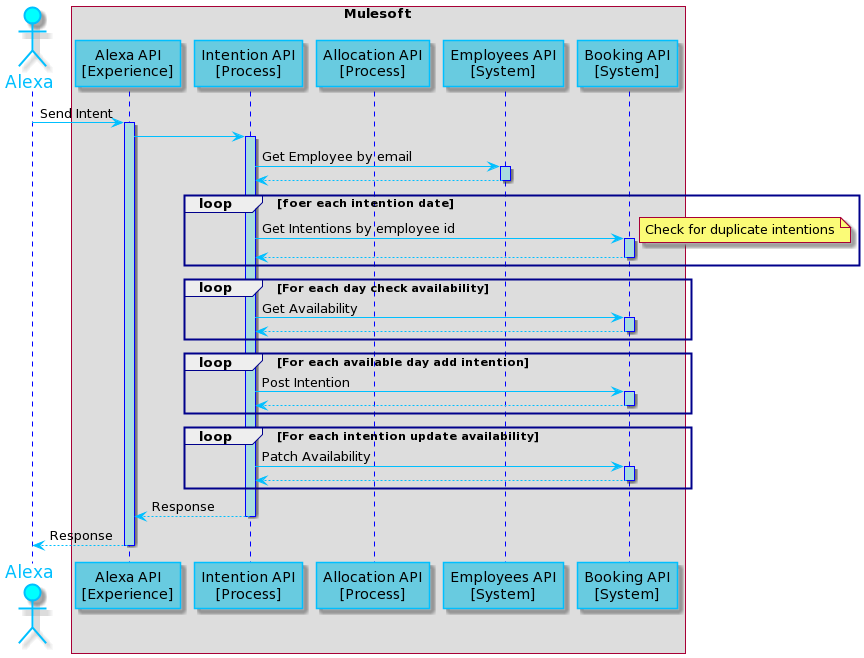 Mulesoft
Alexa
Alexa API
[Experience]
Intention API
[Process]
Allocation API
[Process]
Employees API
[System]
Booking API
[System]
Send Intent
Get Employee by email
loop
[foer each intention date]
Get Intentions by employee id
Check for duplicate intentions
loop
[For each day check availability]
Get Availability
loop
[For each available day add intention]
Post Intention
loop
[For each intention update availability]
Patch Availability
Response
Response
Alexa
Alexa API
[Experience]
Intention API
[Process]
Allocation API
[Process]
Employees API
[System]
Booking API
[System]